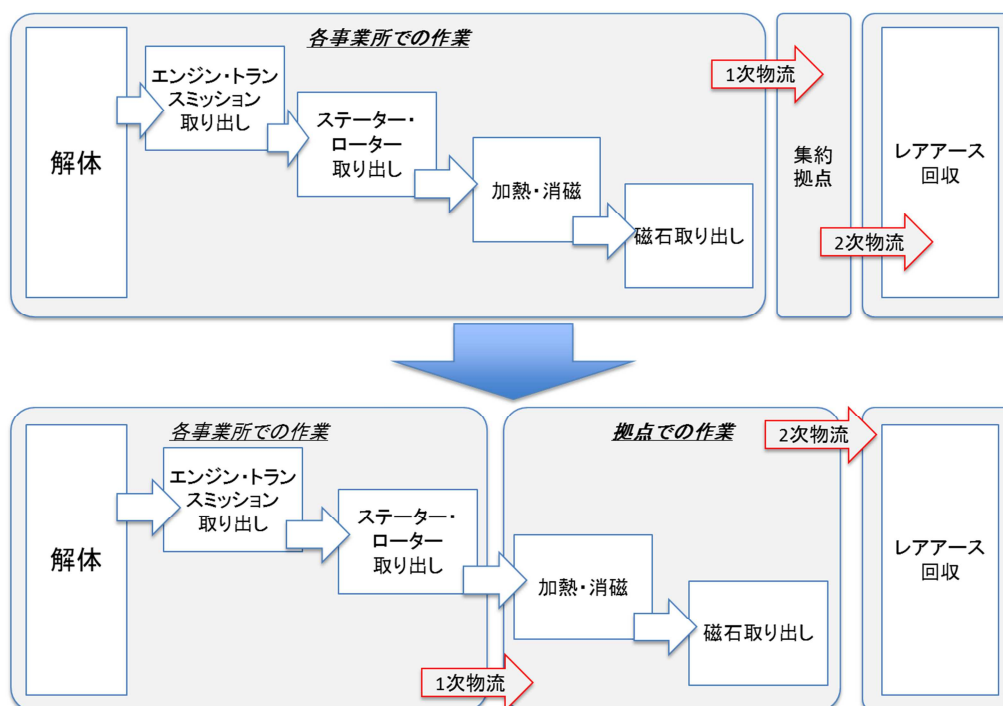 各事業所での作業
解体
エンジン・トラン
スミッション
取り出し
ステーター・
ローター
取り出し
加熱・消磁
磁石取り出し
1次物流
集約
拠点
2次物流
レアアース
回収
各事業所での作業
解体
エンジン・トラン
スミッション
取り出し
ステーター・
ローター
取り出し
1次物流
拠点での作業
加熱・消磁
磁石取り出し
2次物流
レアアース
回収